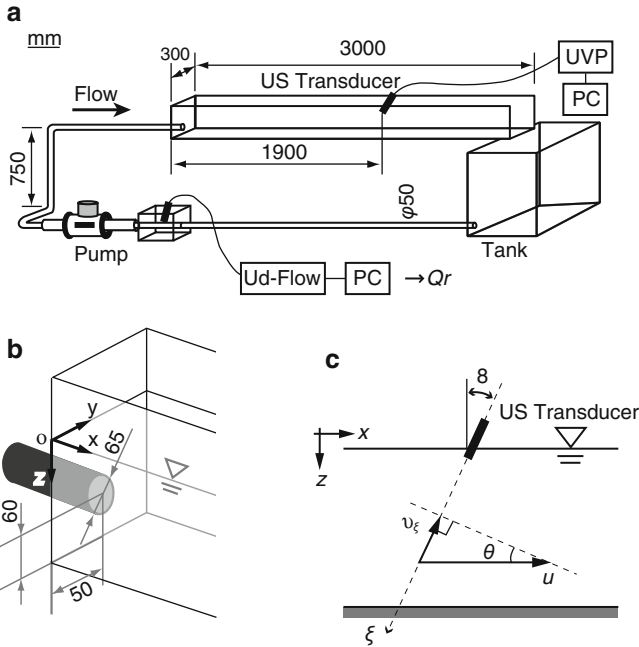 a
mm
300
3000
US Transducer
UVP
PC
Flow
1900
750
φ50
Pump
Tank
Ud-Flow
PC
→Qr
b
y
o
x
65
z
60
50
c
8
US Transducer
x
z
υξ
θ
u
ξ